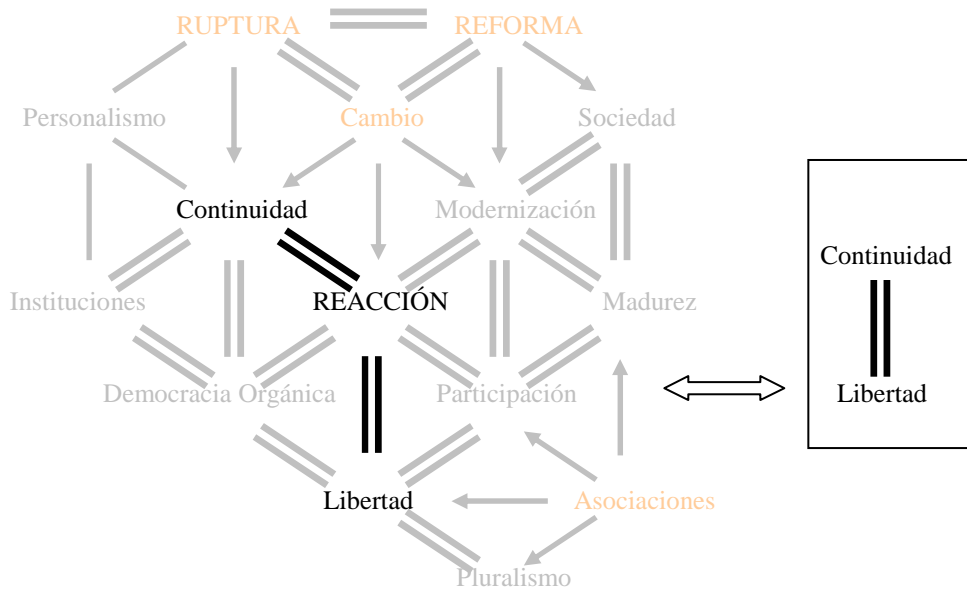 RUPTURA
REFORMA
Personalismo
Cambio
Sociedad
Continuidad
Modernización
Continuidad
Instituciones
REACCIÓN
Madurez
Democracia Orgánica
Participación
Libertad
Libertad
Asociaciones
Pluralismo